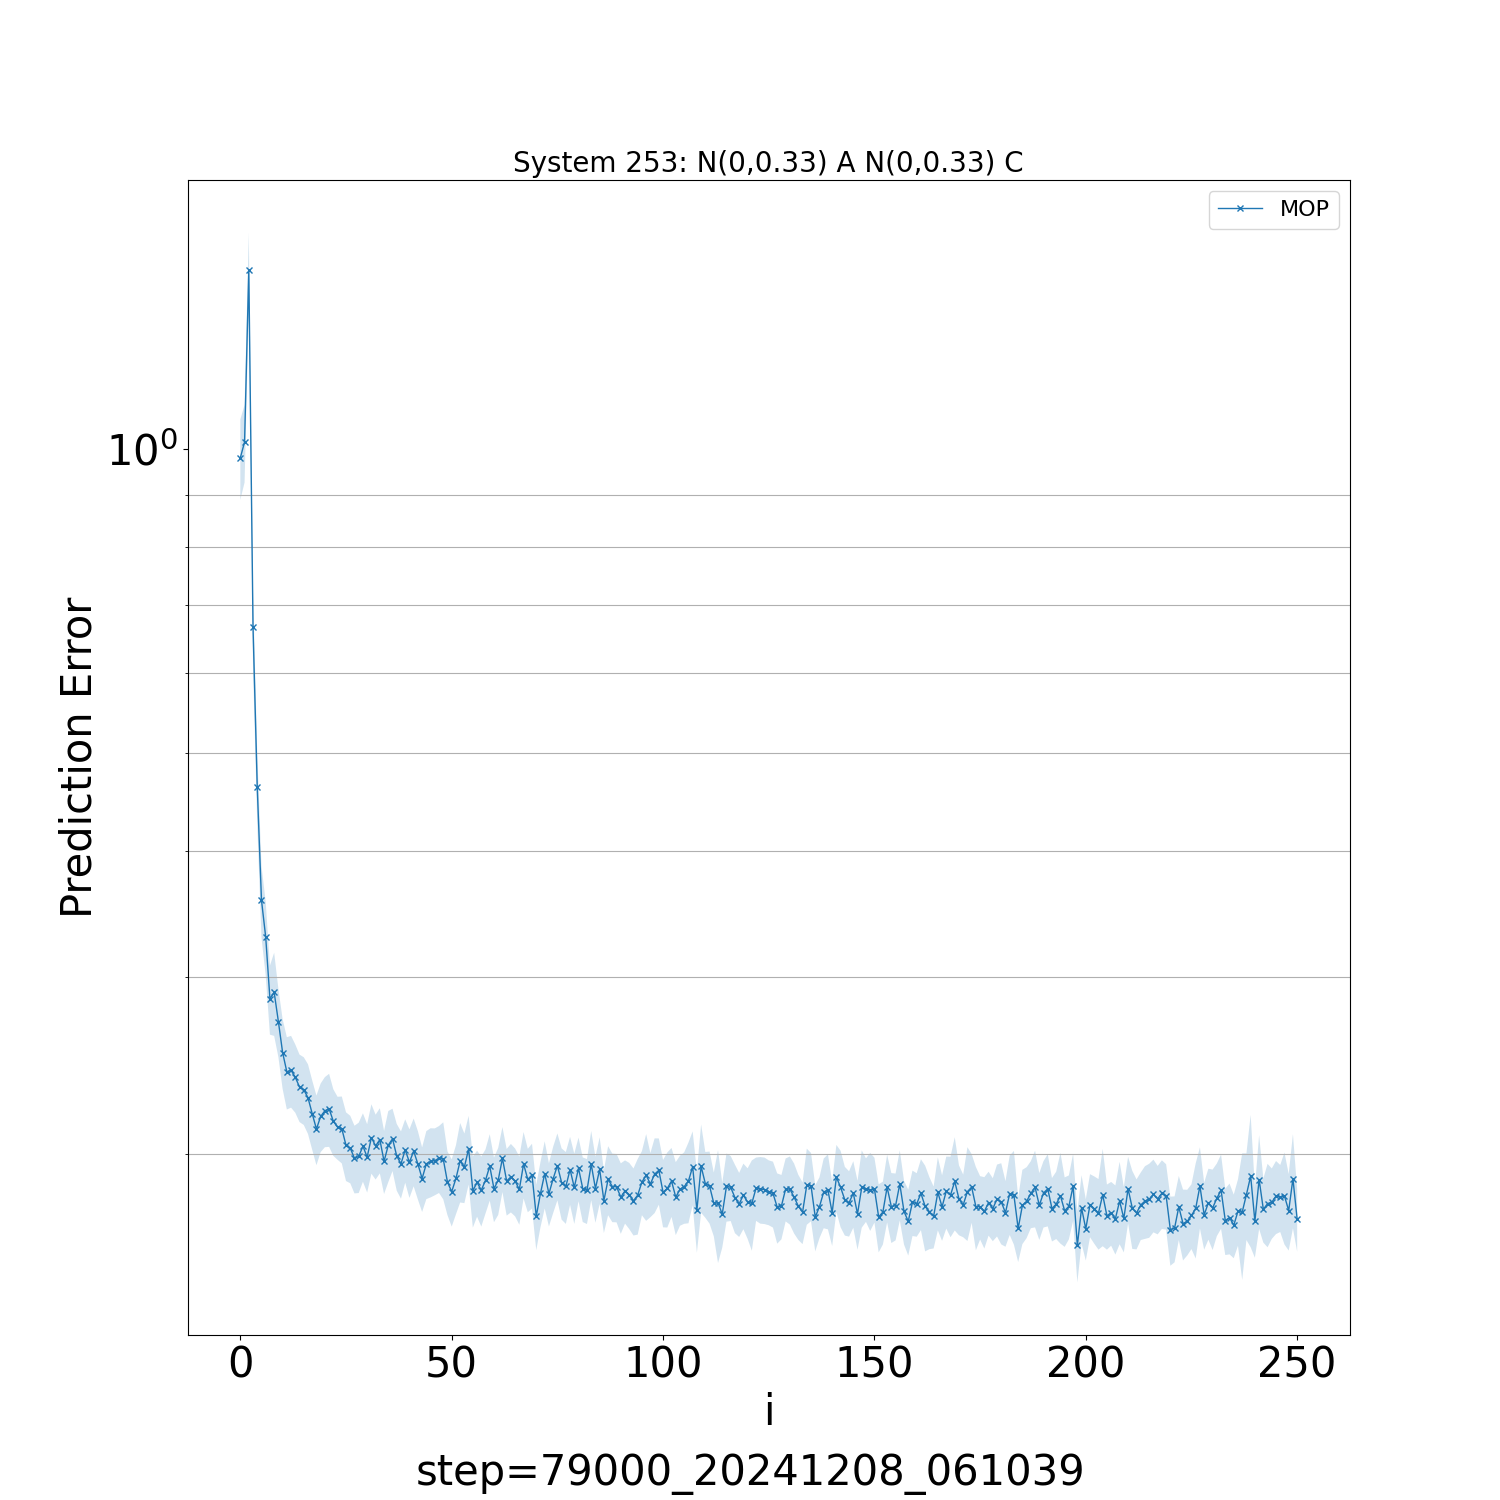 System 253: N(0,0.33) A N(0,0.33) C
MOP
10⁰
Prediction Error
0 50 100 150 200 250
i
step=79000_20241208_061039